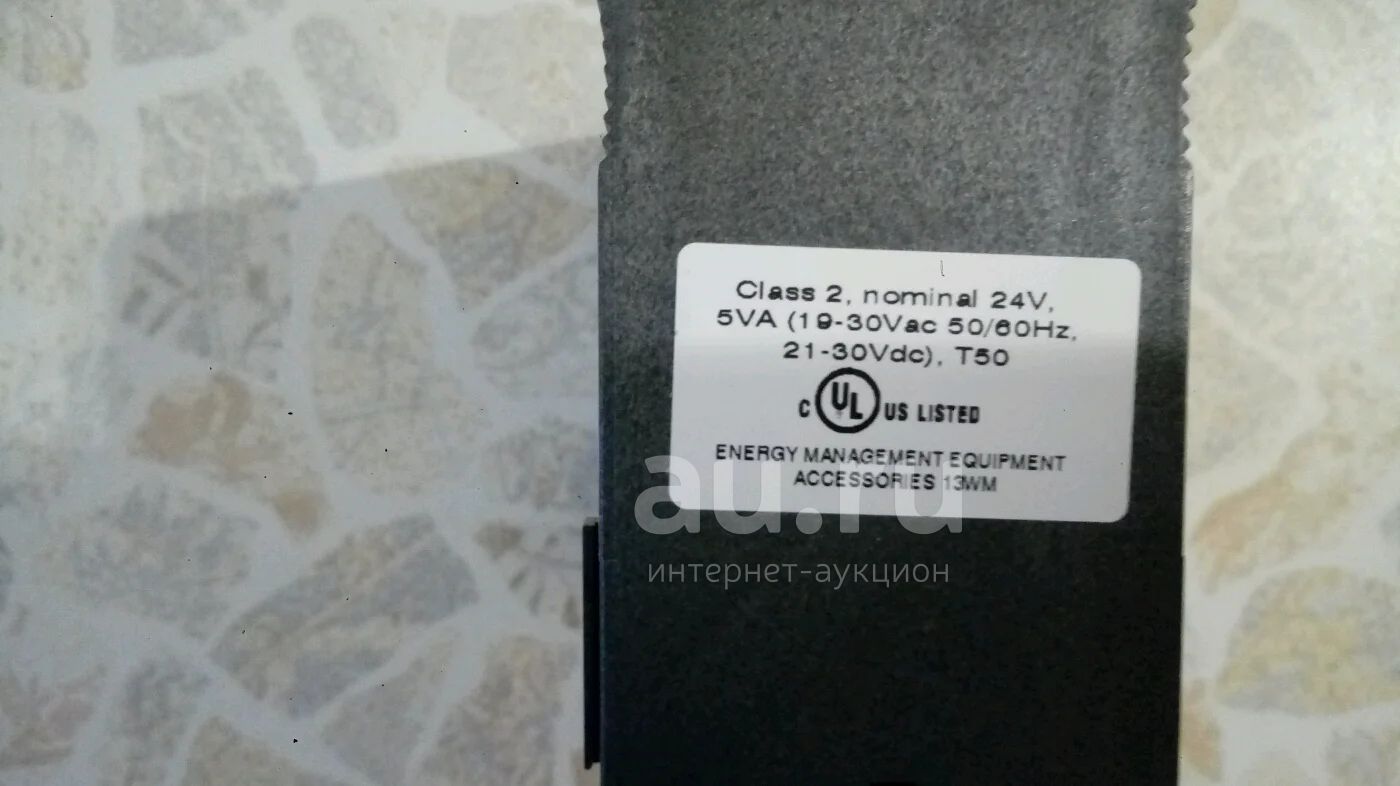 Class 2, nominal 24V,
5VA (19-30Vac 50/60Hz,
21-30Vdc), T50
C UL US LISTED
ENERGY MANAGEMENT EQUIPMENT
ACCESSORIES 13WM
au.ru
интернет-аукцион